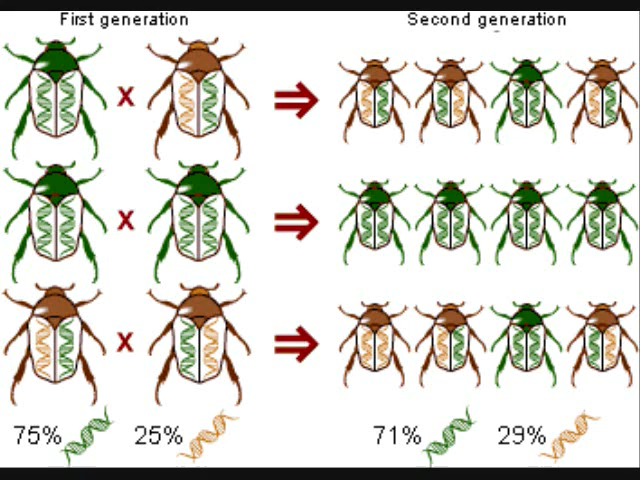 First generation
Second generation
X
X
X
75%
25%
71%
29%